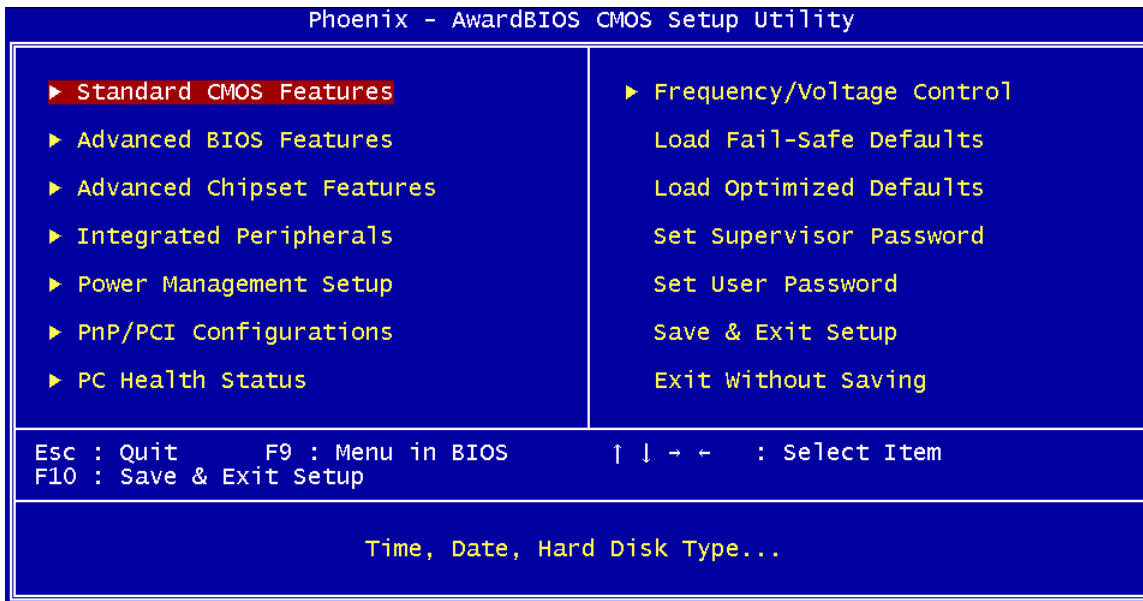 Phoenix - AwardBIOS CMOS Setup Utility
▶ Standard CMOS Features
▶ Advanced BIOS Features
▶ Advanced Chipset Features
▶ Integrated Peripherals
▶ Power Management Setup
▶ PnP/PCI Configurations
▶ PC Health Status
▶ Frequency/Voltage Control
Load Fail-Safe Defaults
Load Optimized Defaults
Set Supervisor Password
Set User Password
Save & Exit Setup
Exit Without Saving
Esc : Quit F9 : Menu in BIOS ↑ ↓ → ← : Select Item
F10 : Save & Exit Setup
Time, Date, Hard Disk Type...